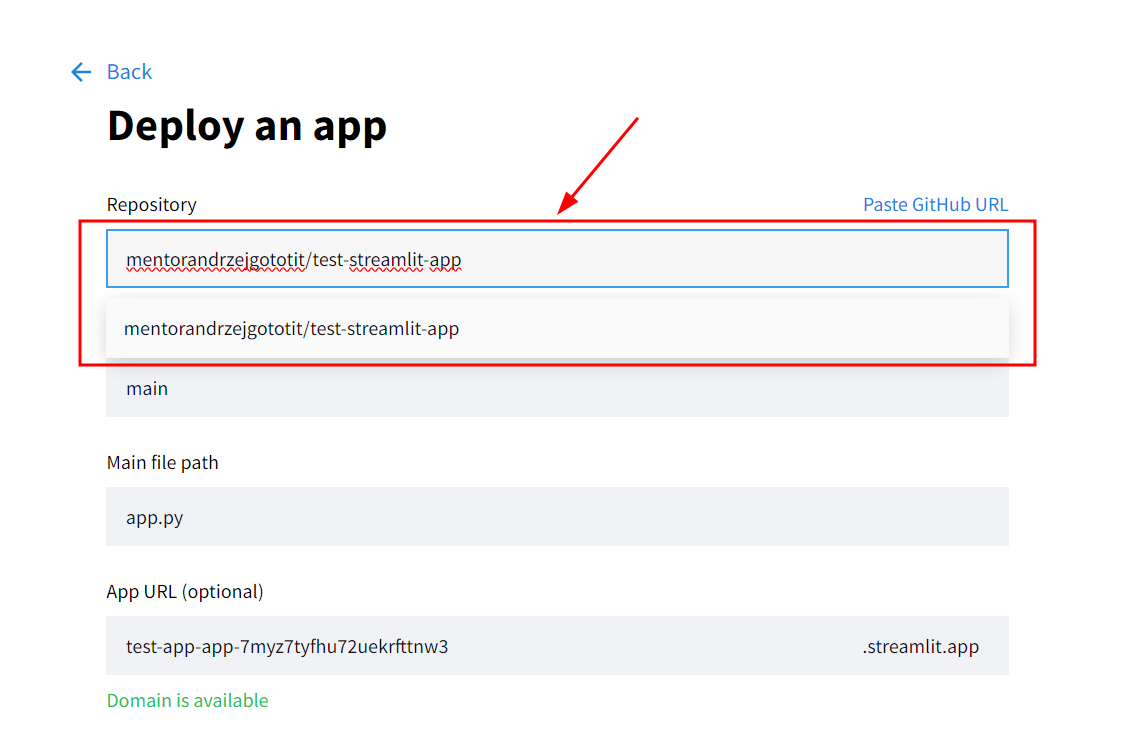 Back
Deploy an app
Repository Paste GitHub URL
mentorandrzejgototit/test-streamlit-app
mentorandrzejgototit/test-streamlit-app
main
Main file path
app.py
App URL (optional)
test-app-app-7myz7tyfhu72uekrfttnw3 .streamlit.app
Domain is available